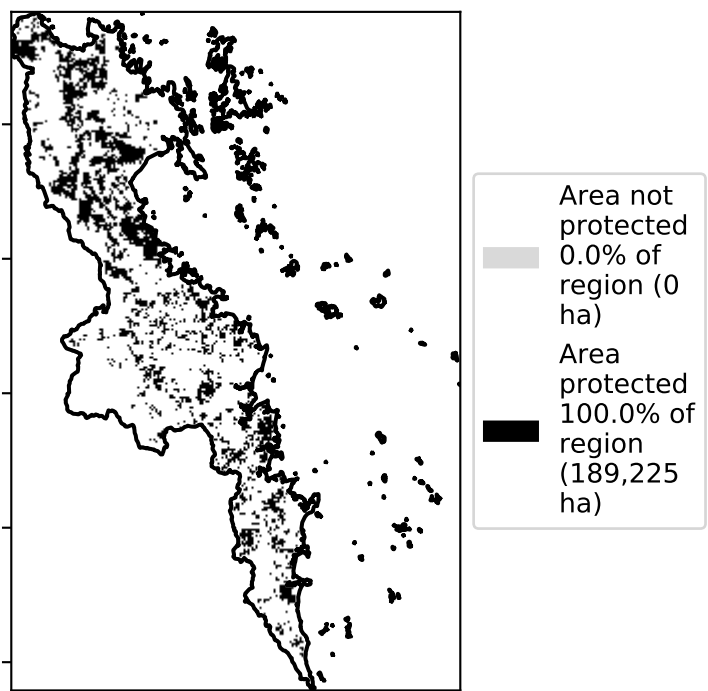 Area not
protected
0.0% of
region (0
ha)
Area
protected
100.0% of
region
(189,225
ha)